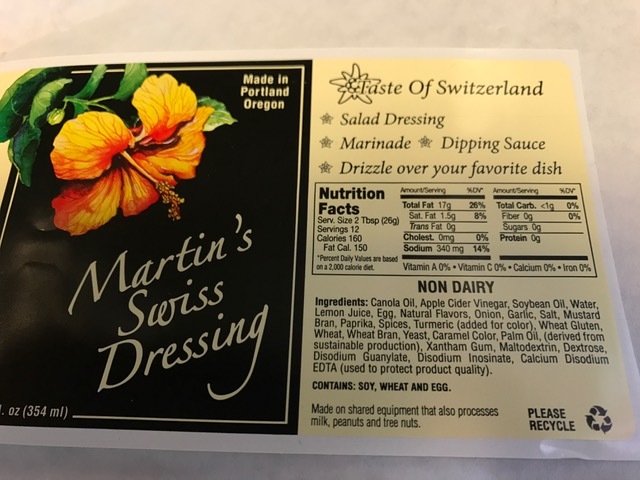 Made in
Portland
Oregon
Martin's
Swiss
Dressing
. oz (354 ml)
Taste Of Switzerland
Salad Dressing
Marinade Dipping Sauce
Drizzle over your favorite dish
Nutrition
Facts
Serv. Size 2 Tbsp (26g)
Servings 12
Calories 160
Fat Cal. 150
*Percent Daily Values are based
on a 2,000 calorie diet.
Amount/Serving %DV* Amount/Serving %DV*
Total Fat 17g 26% Total Carb. <1g 0%
Sat. Fat 1.5g 8% Fiber 0g 0%
Trans Fat 0g Sugars 0g
Cholest. 0mg 0% Protein 0g
Sodium 340 mg 14%
Vitamin A 0% • Vitamin C 0% • Calcium 0% • Iron 0%
NON DAIRY
Ingredients: Canola Oil, Apple Cider Vinegar, Soybean Oil, Water,
Lemon Juice, Egg, Natural Flavors, Onion, Garlic, Salt, Mustard
Bran, Paprika, Spices, Turmeric (added for color), Wheat Gluten,
Wheat, Wheat Bran, Yeast, Caramel Color, Palm Oil, (derived from
sustainable production), Xantham Gum, Maltodextrin, Dextrose,
Disodium Guanylate, Disodium Inosinate, Calcium Disodium
EDTA (used to protect product quality).
CONTAINS: SOY, WHEAT AND EGG.
Made on shared equipment that also processes
milk, peanuts and tree nuts.
PLEASE
RECYCLE